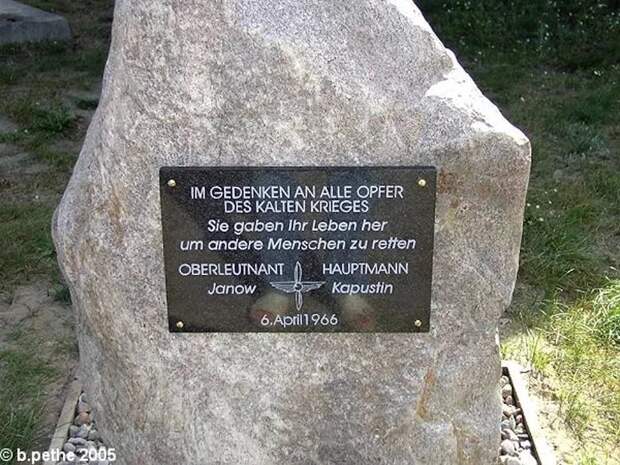 IM GEDENKEN AN ALLE OPFER
DES KALTEN KRIEGES
Sie gaben ihr Leben her
um andere Menschen zu retten
OBERLEUTNANT HAUPTMANN
Janow Kapustin
6.April1966
© b.pethe 2005